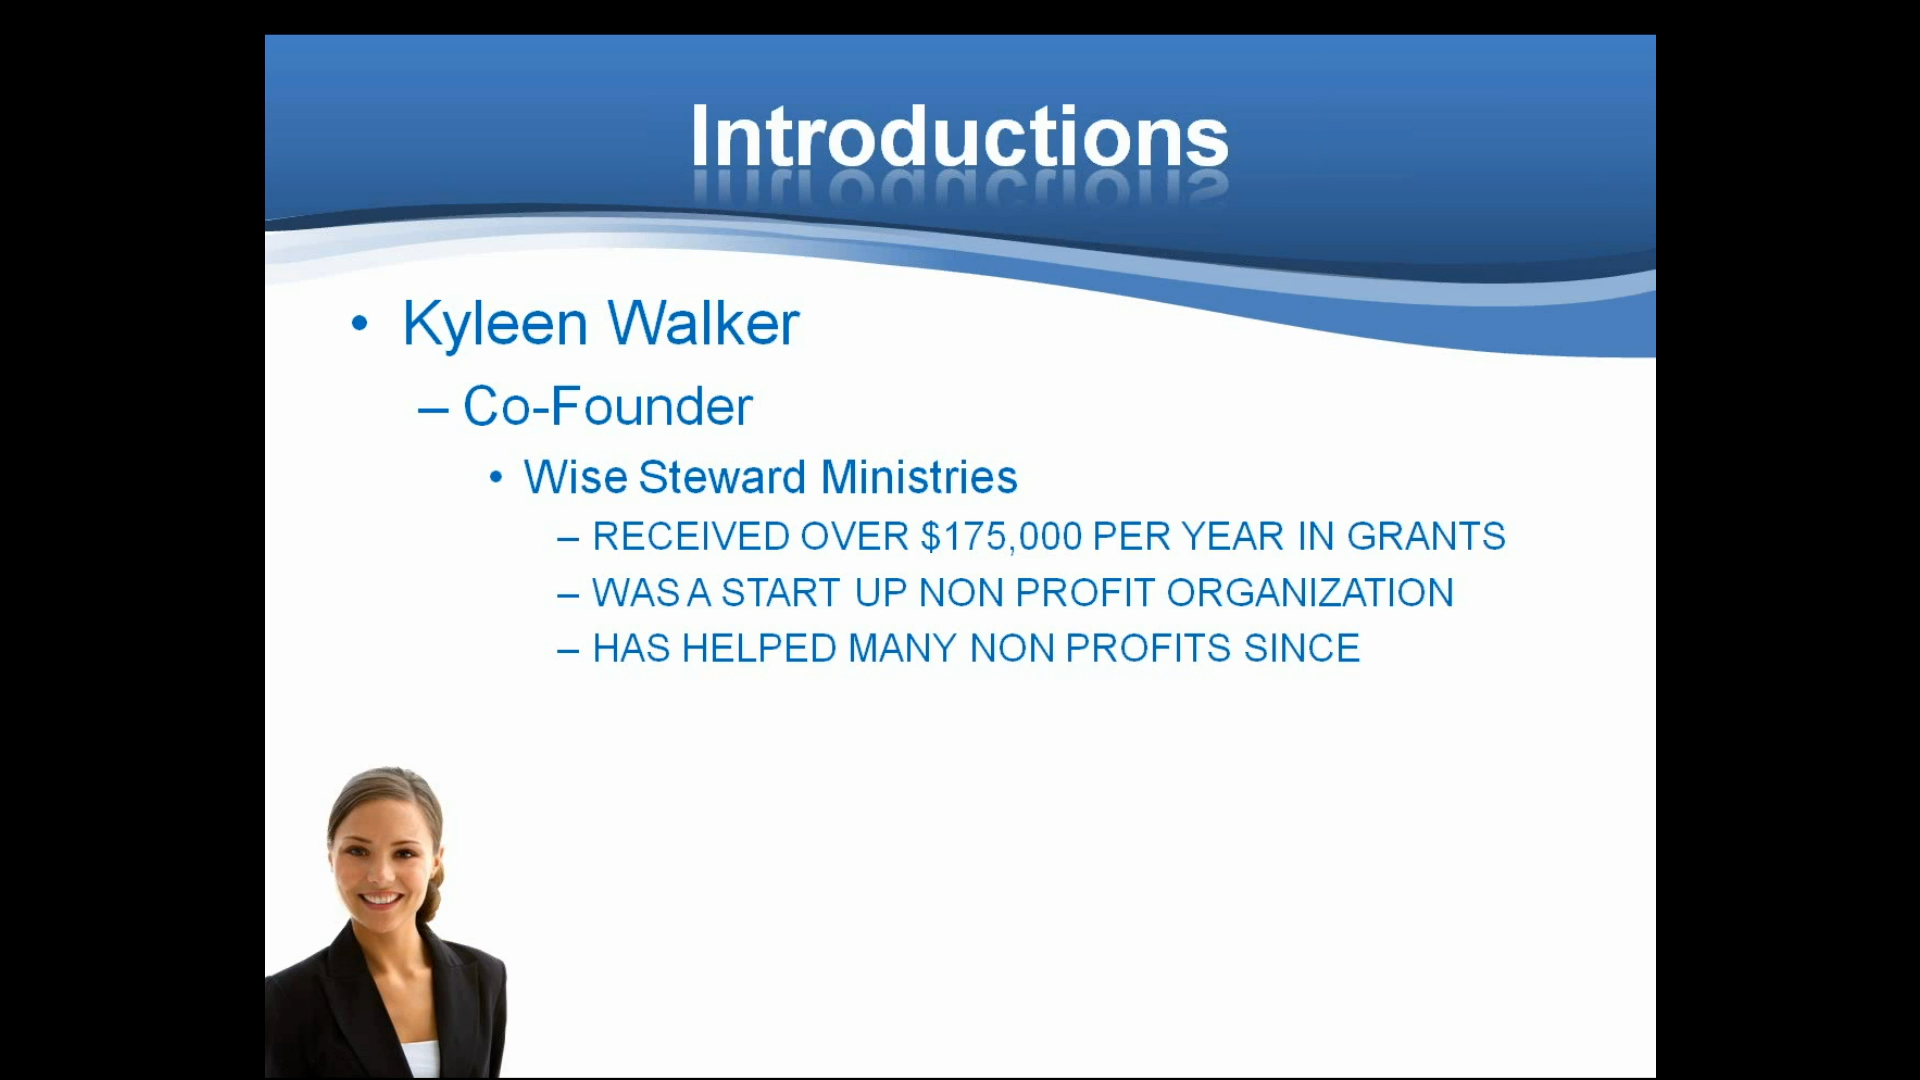 Introductions
• Kyleen Walker
– Co-Founder
• Wise Steward Ministries
– RECEIVED OVER $175,000 PER YEAR IN GRANTS
– WAS A START UP NON PROFIT ORGANIZATION
– HAS HELPED MANY NON PROFITS SINCE